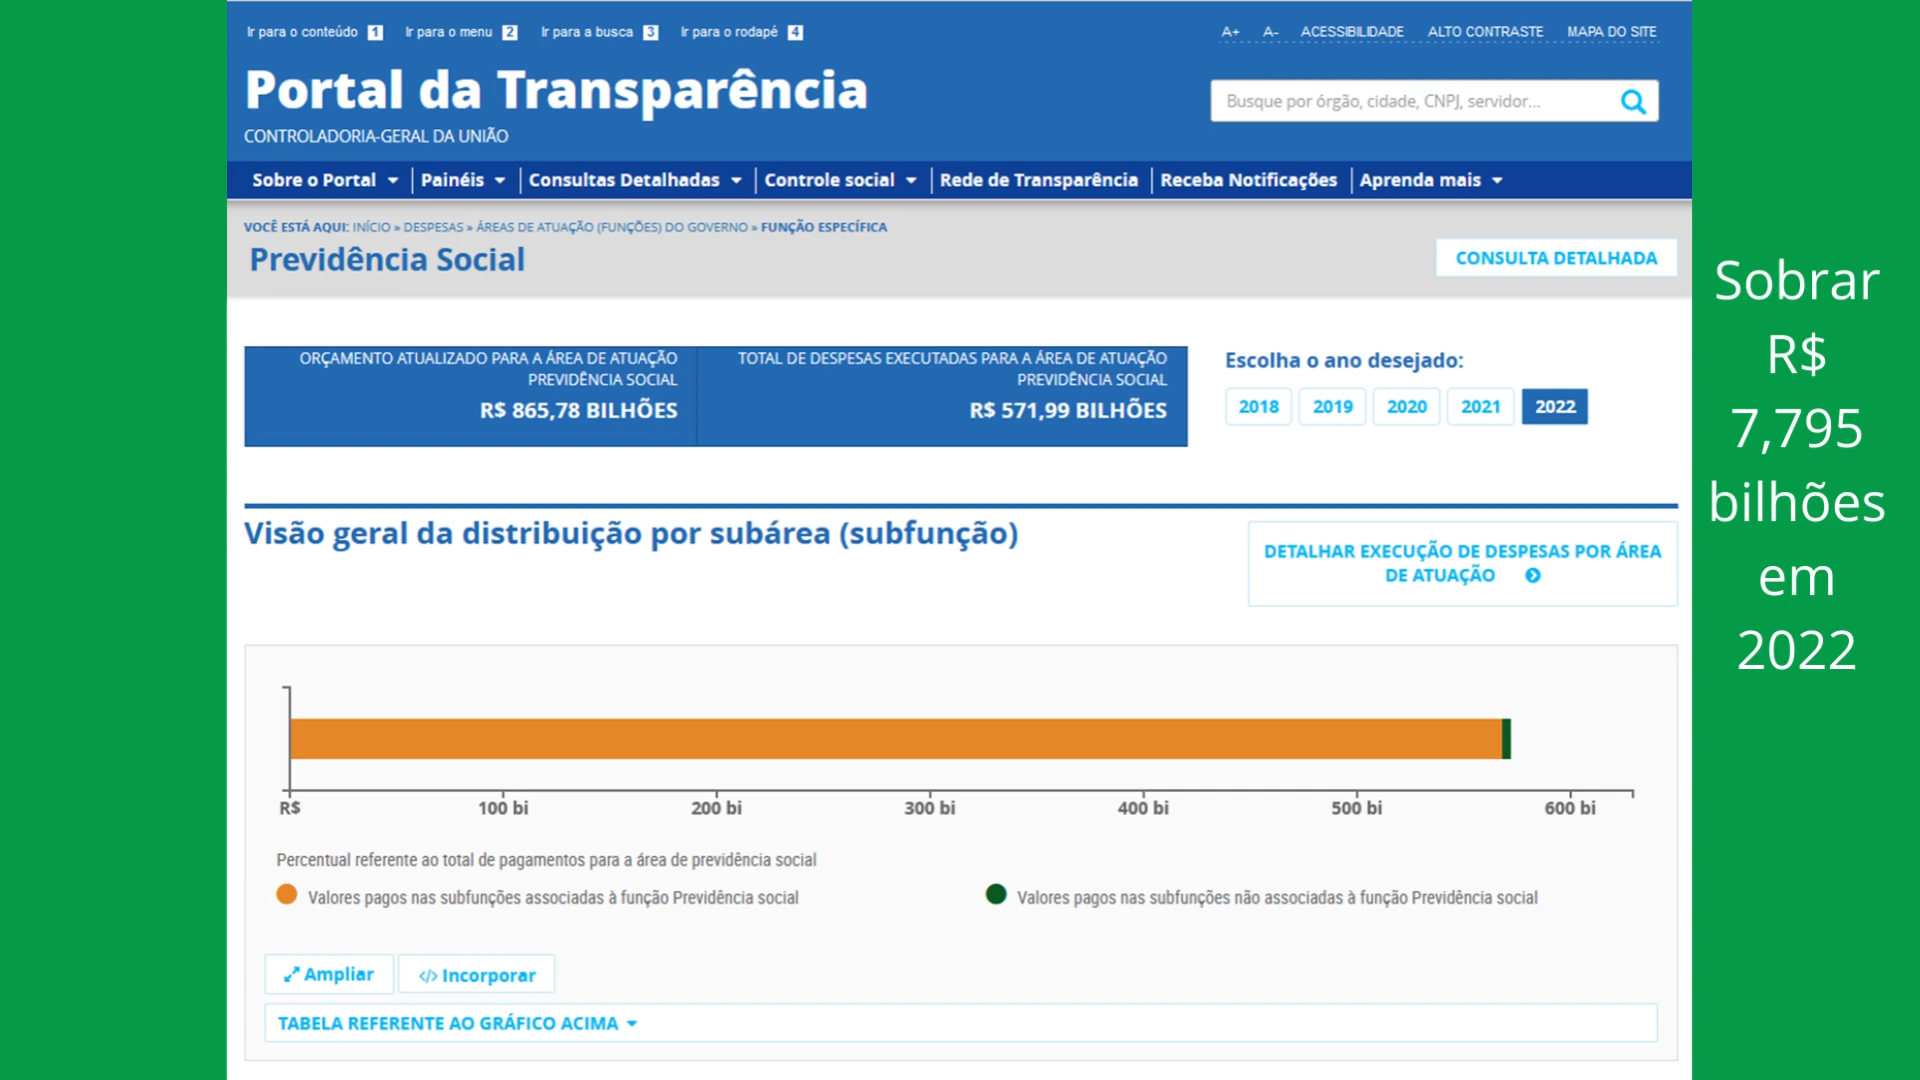 Ir para o conteúdo 1 Ir para o menu 2 Ir para a busca 3 Ir para o rodapé 4
A+ A- ACESSIBILIDADE ALTO CONTRASTE MAPA DO SITE
Portal da Transparência
Busque por órgão, cidade, CNPJ, servidor...
CONTROLADORIA-GERAL DA UNIÃO
Sobre o Portal Painéis Consultas Detalhadas Controle social Rede de Transparência Receba Notificações Aprenda mais
VOCÊ ESTÁ AQUI: INÍCIO » DESPESAS » ÁREAS DE ATUAÇÃO (FUNÇÕES) DO GOVERNO » FUNÇÃO ESPECÍFICA
Previdência Social
CONSULTA DETALHADA
ORÇAMENTO ATUALIZADO PARA A ÁREA DE ATUAÇÃO
PREVIDÊNCIA SOCIAL
R$ 865,78 BILHÕES
TOTAL DE DESPESAS EXECUTADAS PARA A ÁREA DE ATUAÇÃO
PREVIDÊNCIA SOCIAL
R$ 571,99 BILHÕES
Escolha o ano desejado:
2018 2019 2020 2021 2022
Visão geral da distribuição por subárea (subfunção)
DETALHAR EXECUÇÃO DE DESPESAS POR ÁREA
DE ATUAÇÃO
R$ 100 bi 200 bi 300 bi 400 bi 500 bi 600 bi
Percentual referente ao total de pagamentos para a área de previdência social
Valores pagos nas subfunções associadas à função Previdência social
Valores pagos nas subfunções não associadas à função Previdência social
Ampliar
</> Incorporar
TABELA REFERENTE AO GRÁFICO ACIMA
Sobrar
R$
7,795
bilhões
em
2022